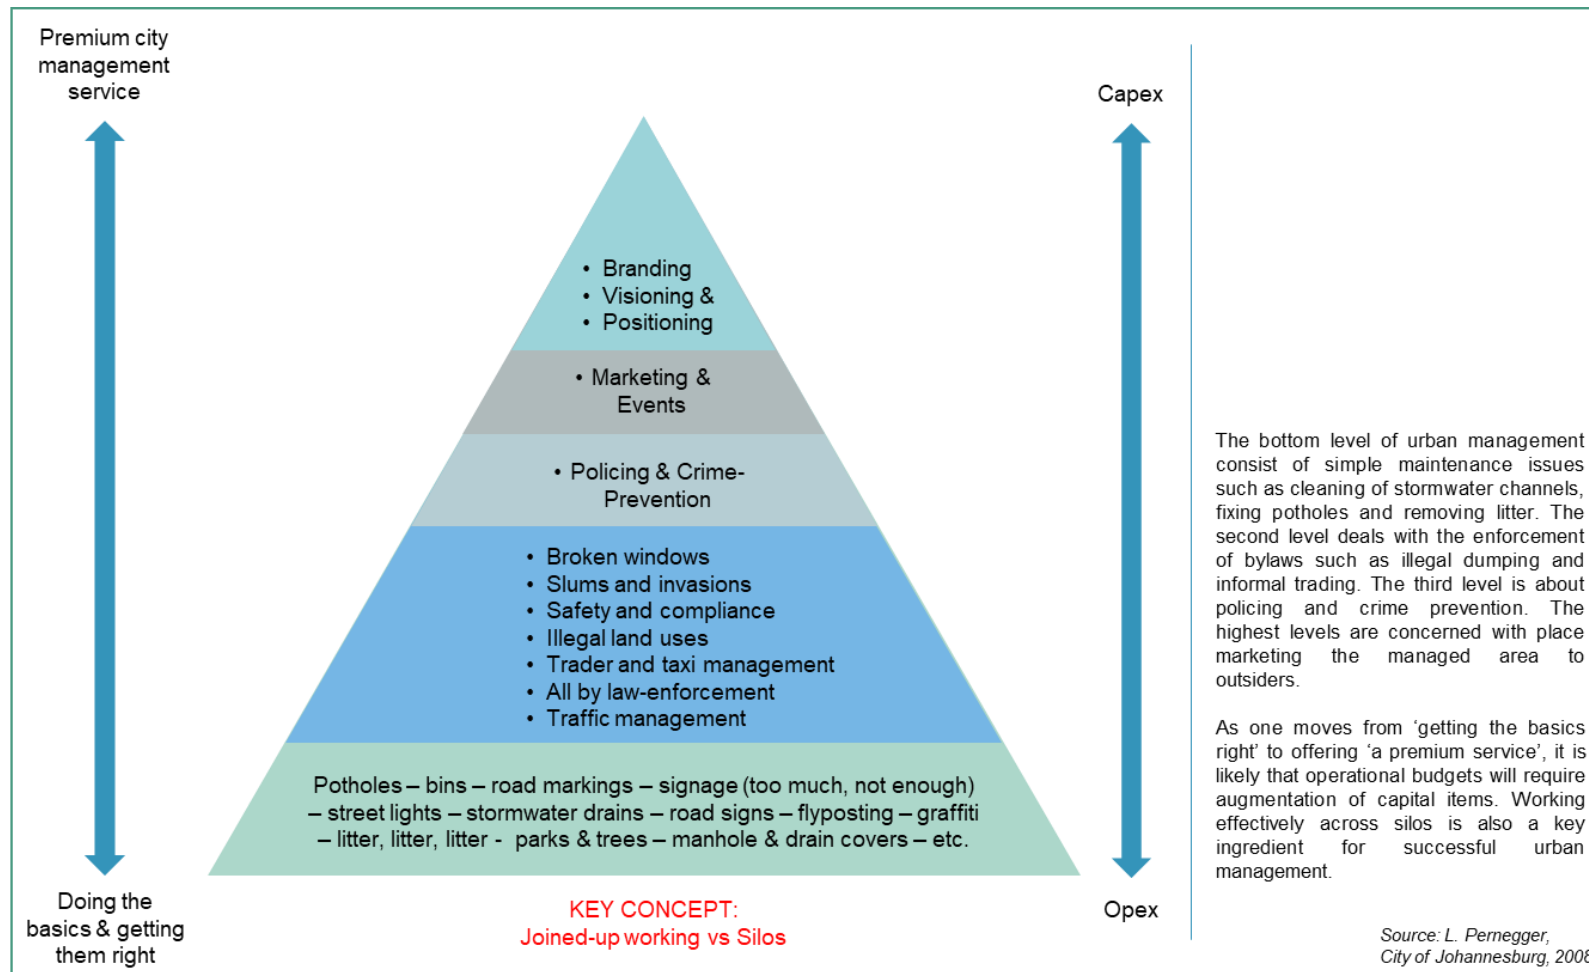 Premium city
management
service
Capex
• Branding
• Visioning &
• Positioning
• Marketing &
Events
• Policing & Crime-
Prevention
• Broken windows
• Slums and invasions
• Safety and compliance
• Illegal land uses
• Trader and taxi management
• All by law-enforcement
• Traffic management
Potholes – bins – road markings – signage (too much, not enough)
– street lights – stormwater drains – road signs – flyposting – graffiti
– litter, litter, litter - parks & trees – manhole & drain covers – etc.
Doing the
basics & getting
them right
KEY CONCEPT:
Joined-up working vs Silos
Opex
The bottom level of urban management
consist of simple maintenance issues
such as cleaning of stormwater channels,
fixing potholes and removing litter. The
second level deals with the enforcement
of bylaws such as illegal dumping and
informal trading. The third level is about
policing and crime prevention. The
highest levels are concerned with place
marketing the managed area to
outsiders.
As one moves from ‘getting the basics
right’ to offering ‘a premium service’, it is
likely that operational budgets will require
augmentation of capital items. Working
effectively across silos is also a key
ingredient for successful urban
management.
Source: L. Pernegger,
City of Johannesburg, 2008